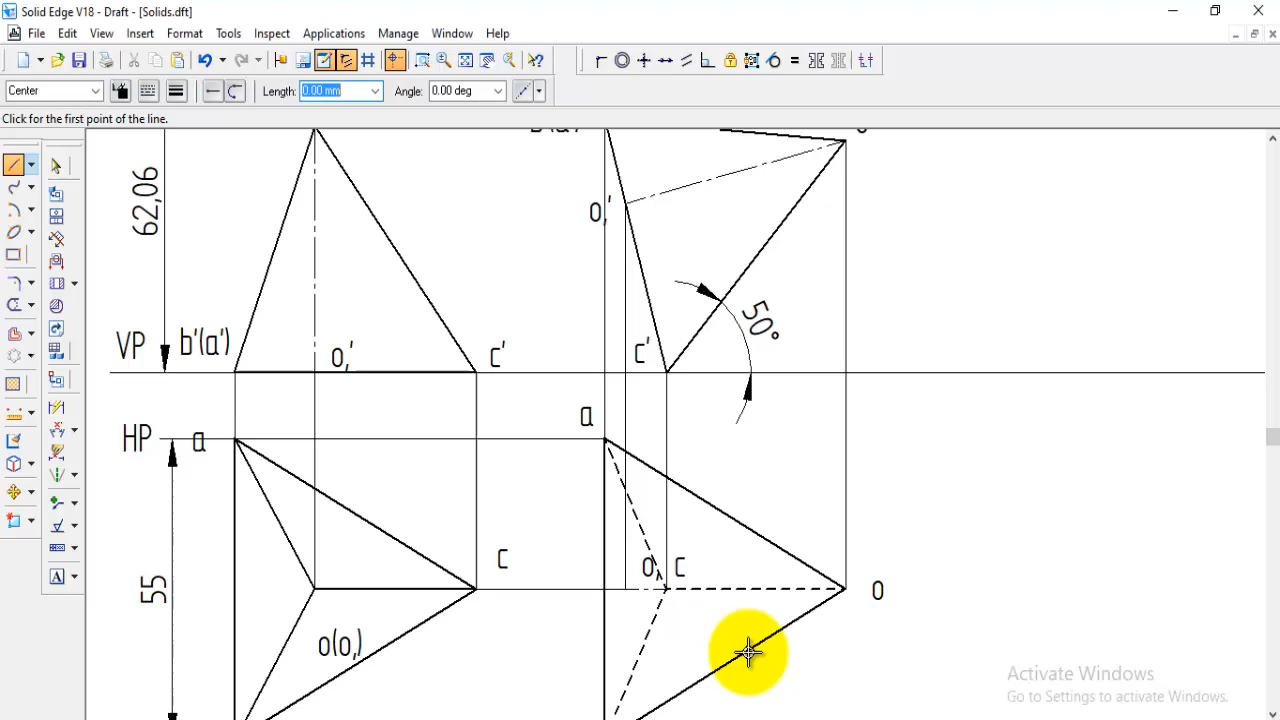 Solid Edge V18 - Draft - [Solids.dft]
File Edit View Insert Format Tools Inspect Applications Manage Window Help
Center Length: 0.00 mm Angle: 0.00 deg
Click for the first point of the line.
62,06
o,'
50°
VP b'(a') o,' c' c'
HP a a
c o, c
55 o
o(o,)
Activate Windows
Go to Settings to activate Windows.